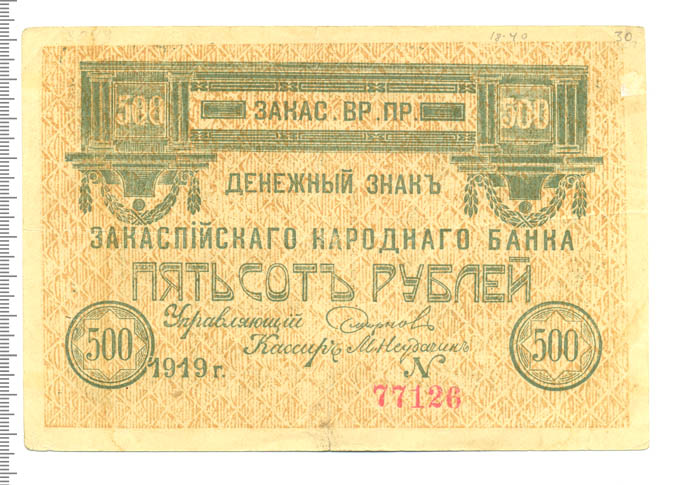 18-40 30
500 ЗАКАС. ВР. ПР. 500
ДЕНЕЖНЫЙ ЗНАКЪ
ЗАКАСПІЙСКАГО НАРОДНАГО БАНКА
ПЯТЬСОТЪ РУБЛЕЙ
Управляющій Смирнов
500 Кассиръ 500
1919 г. N
77126